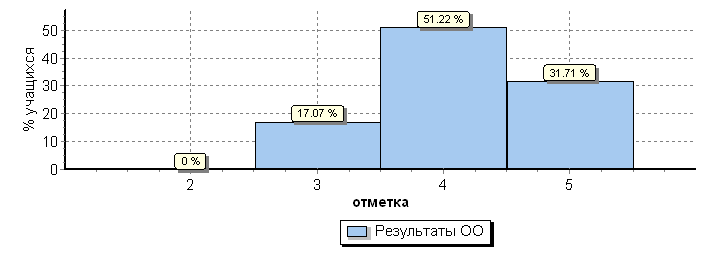 % учащихся
50
40
30
20
10
0
0 %
17.07 %
51.22 %
31.71 %
2 3 4 5
отметка
Результаты ОО